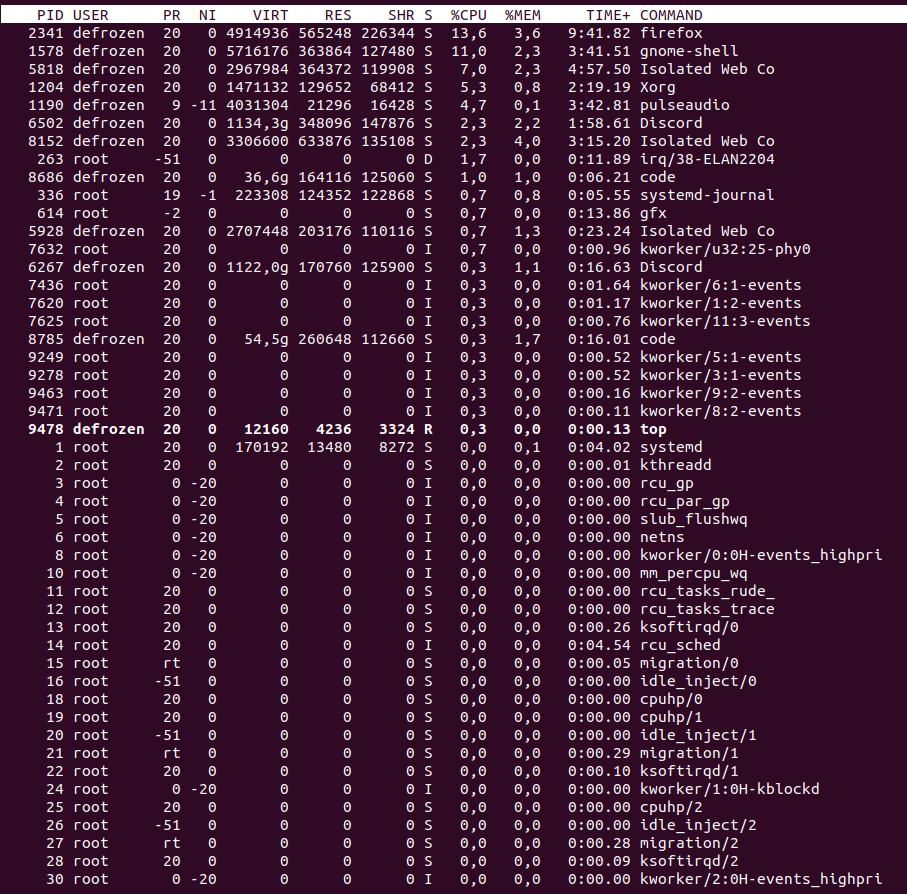 PID USER PR NI VIRT RES SHR S %CPU %MEM TIME+ COMMAND
2341 defrozen 20 0 4914936 565248 226344 S 13,6 3,6 9:41.82 firefox
1578 defrozen 20 0 5716176 363864 127480 S 11,0 2,3 3:41.51 gnome-shell
5818 defrozen 20 0 2967984 364372 119908 S 7,0 2,3 4:57.50 Isolated Web Co
1204 defrozen 20 0 1471132 129652 68412 S 5,3 0,8 2:19.19 Xorg
1190 defrozen 9 -11 4031304 21296 16428 S 4,7 0,1 3:42.81 pulseaudio
6502 defrozen 20 0 1134,3g 348096 147876 S 2,3 2,2 1:58.61 Discord
8152 defrozen 20 0 3306600 633876 135108 S 2,3 4,0 3:15.20 Isolated Web Co
263 root -51 0 0 0 0 D 1,7 0,0 0:11.89 irq/38-ELAN2204
8686 defrozen 20 0 36,6g 164116 125060 S 1,0 1,0 0:06.21 code
336 root 19 -1 223308 124352 122868 S 0,7 0,8 0:05.55 systemd-journal
614 root -2 0 0 0 0 S 0,7 0,0 0:13.86 gfx
5928 defrozen 20 0 2707448 203176 110116 S 0,7 1,3 0:23.24 Isolated Web Co
7632 root 20 0 0 0 0 I 0,7 0,0 0:00.96 kworker/u32:25-phy0
6267 defrozen 20 0 1122,0g 170760 125900 S 0,3 1,1 0:16.63 Discord
7436 root 20 0 0 0 0 I 0,3 0,0 0:01.64 kworker/6:1-events
7620 root 20 0 0 0 0 I 0,3 0,0 0:01.17 kworker/1:2-events
7625 root 20 0 0 0 0 I 0,3 0,0 0:00.76 kworker/11:3-events
8785 defrozen 20 0 54,5g 260648 112660 S 0,3 1,7 0:16.01 code
9249 root 20 0 0 0 0 I 0,3 0,0 0:00.52 kworker/5:1-events
9278 root 20 0 0 0 0 I 0,3 0,0 0:00.52 kworker/3:1-events
9463 root 20 0 0 0 0 I 0,3 0,0 0:00.16 kworker/9:2-events
9471 root 20 0 0 0 0 I 0,3 0,0 0:00.11 kworker/8:2-events
9478 defrozen 20 0 12160 4236 3324 R 0,3 0,0 0:00.13 top
1 root 20 0 170192 13480 8272 S 0,0 0,1 0:04.02 systemd
2 root 20 0 0 0 0 S 0,0 0,0 0:00.01 kthreadd
3 root 0 -20 0 0 0 I 0,0 0,0 0:00.00 rcu_gp
4 root 0 -20 0 0 0 I 0,0 0,0 0:00.00 rcu_par_gp
5 root 0 -20 0 0 0 I 0,0 0,0 0:00.00 slub_flushwq
6 root 0 -20 0 0 0 I 0,0 0,0 0:00.00 netns
8 root 0 -20 0 0 0 I 0,0 0,0 0:00.00 kworker/0:0H-events_highpri
10 root 0 -20 0 0 0 I 0,0 0,0 0:00.00 mm_percpu_wq
11 root 20 0 0 0 0 S 0,0 0,0 0:00.00 rcu_tasks_rude_
12 root 20 0 0 0 0 S 0,0 0,0 0:00.00 rcu_tasks_trace
13 root 20 0 0 0 0 S 0,0 0,0 0:00.26 ksoftirqd/0
14 root 20 0 0 0 0 I 0,0 0,0 0:04.54 rcu_sched
15 root rt 0 0 0 0 S 0,0 0,0 0:00.05 migration/0
16 root -51 0 0 0 0 S 0,0 0,0 0:00.00 idle_inject/0
18 root 20 0 0 0 0 S 0,0 0,0 0:00.00 cpuhp/0
19 root 20 0 0 0 0 S 0,0 0,0 0:00.00 cpuhp/1
20 root -51 0 0 0 0 S 0,0 0,0 0:00.00 idle_inject/1
21 root rt 0 0 0 0 S 0,0 0,0 0:00.29 migration/1
22 root 20 0 0 0 0 S 0,0 0,0 0:00.10 ksoftirqd/1
24 root 0 -20 0 0 0 I 0,0 0,0 0:00.00 kworker/1:0H-kblockd
25 root 20 0 0 0 0 S 0,0 0,0 0:00.00 cpuhp/2
26 root -51 0 0 0 0 S 0,0 0,0 0:00.00 idle_inject/2
27 root rt 0 0 0 0 S 0,0 0,0 0:00.28 migration/2
28 root 20 0 0 0 0 S 0,0 0,0 0:00.09 ksoftirqd/2
30 root 0 -20 0 0 0 I 0,0 0,0 0:00.00 kworker/2:0H-events_highpri